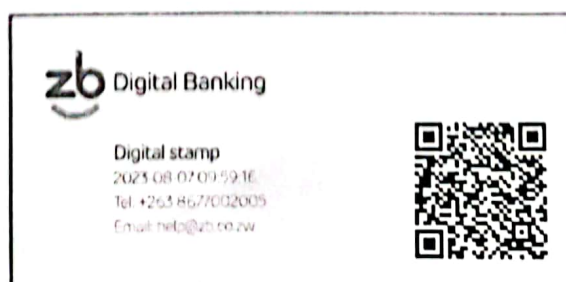 zb Digital Banking
Digital stamp
2023-08-07 09:59:16
Tel: +263 8677002005
Email: help@zb.co.zw